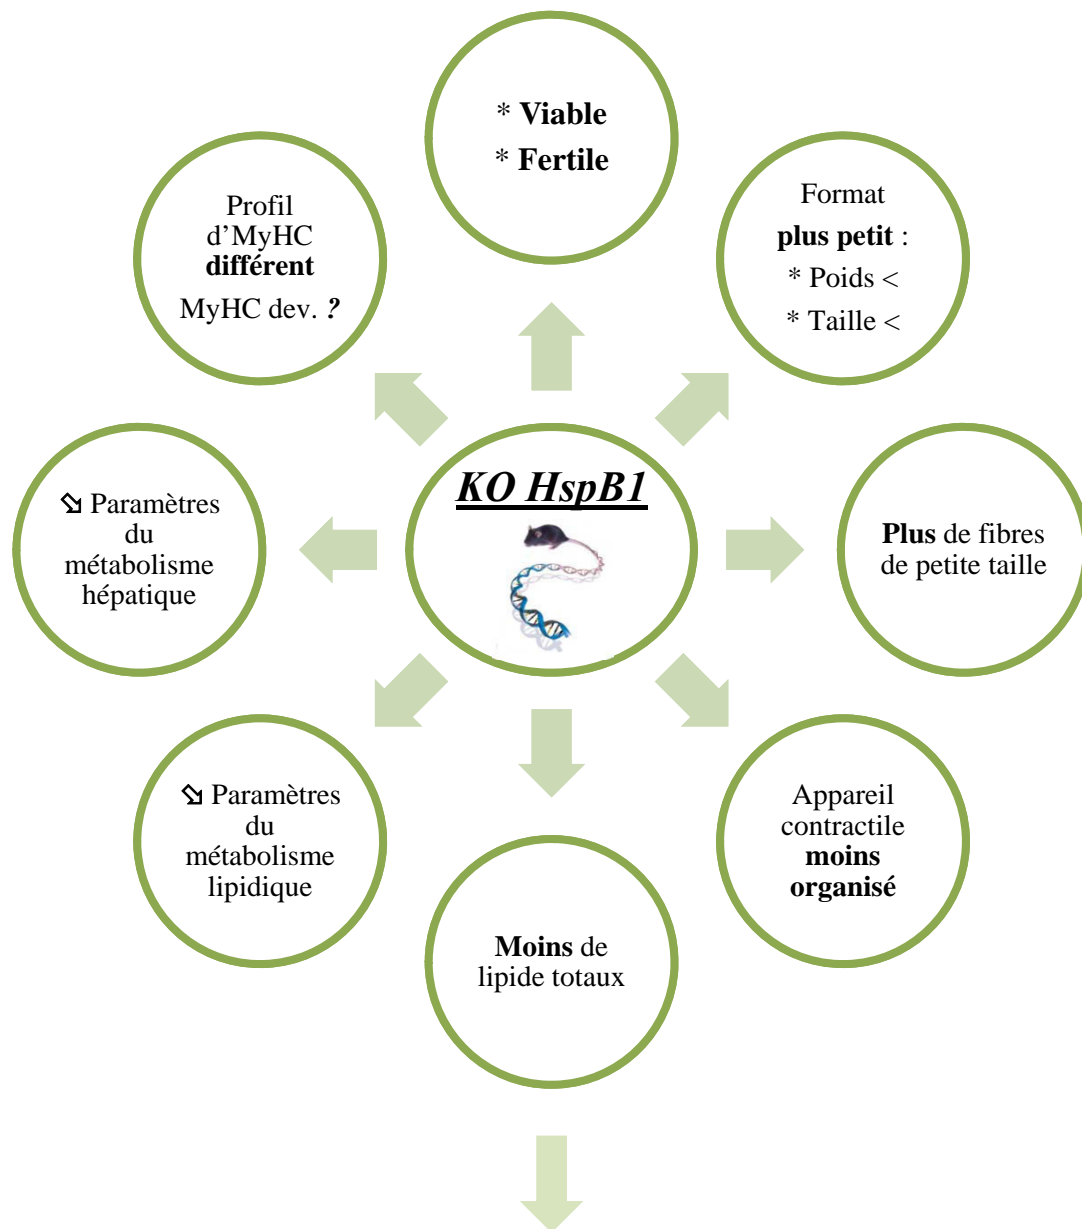 * Viable
* Fertile
Profil
d’MyHC
différent
MyHC dev. ?
Format
plus petit :
* Poids <
* Taille <
KO HspB1
⇘ Paramètres
du
métabolisme
hépatique
Plus de fibres
de petite taille
⇘ Paramètres
du
métabolisme
lipidique
Appareil
contractile
moins
organisé
Moins de
lipide totaux